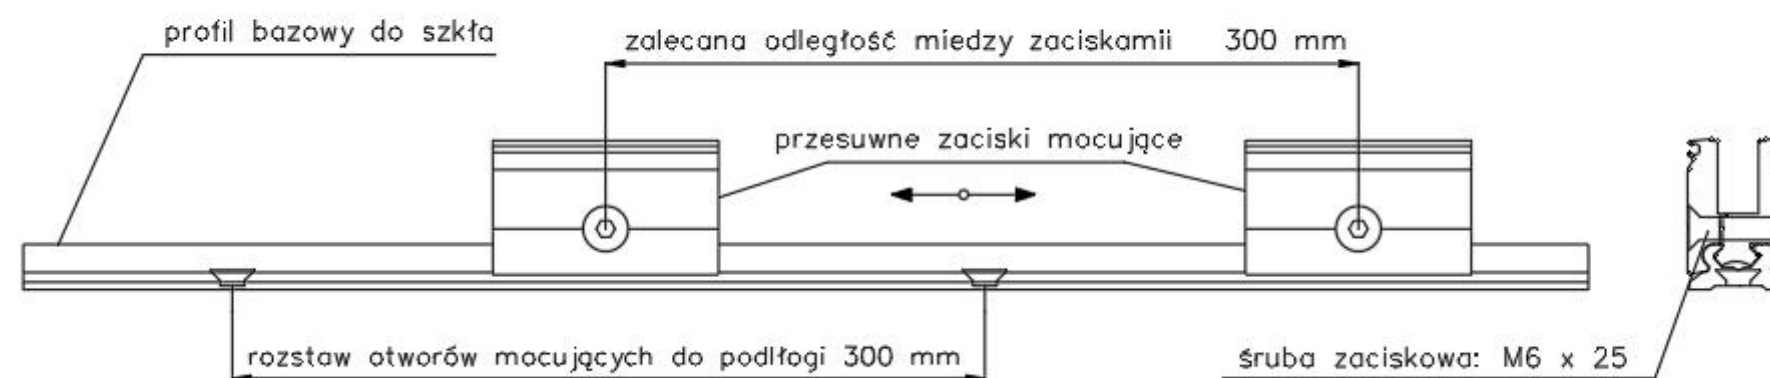 profil bazowy do szkła
zalecana odległość miedzy zaciskamii 300 mm
przesuwne zaciski mocujące
rozstaw otworów mocujących do podłłogi 300 mm
śruba zaciskowa: M6 x 25